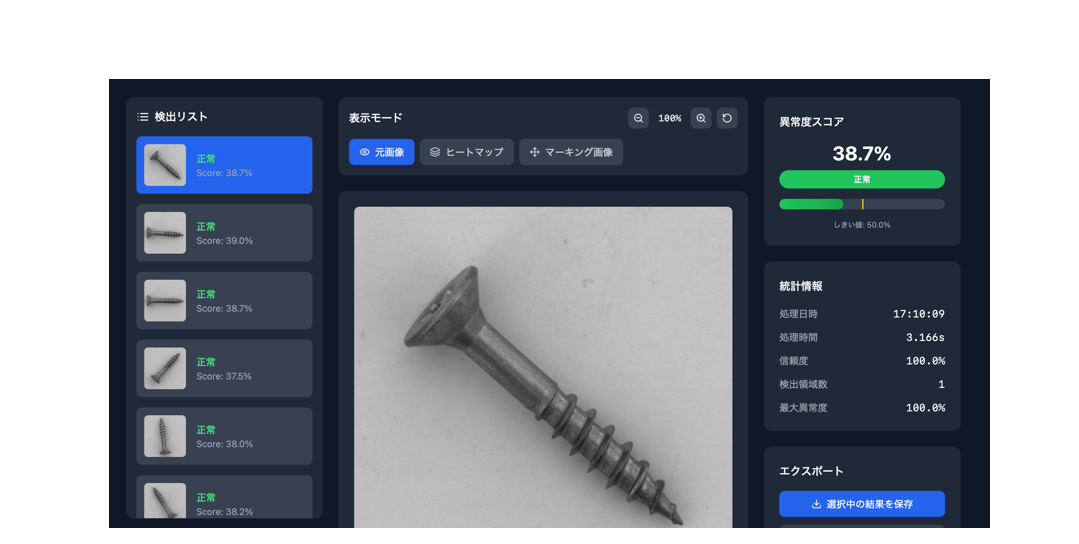 検出リスト
正常
Score: 38.7%
正常
Score: 39.0%
正常
Score: 38.7%
正常
Score: 37.5%
正常
Score: 38.0%
正常
Score: 38.2%
表示モード
100%
元画像 ヒートマップ マーキング画像
異常度スコア
38.7%
正常
しきい値: 50.0%
統計情報
処理日時 17:10:09
処理時間 3.166s
信頼度 100.0%
検出領域数 1
最大異常度 100.0%
エクスポート
選択中の結果を保存